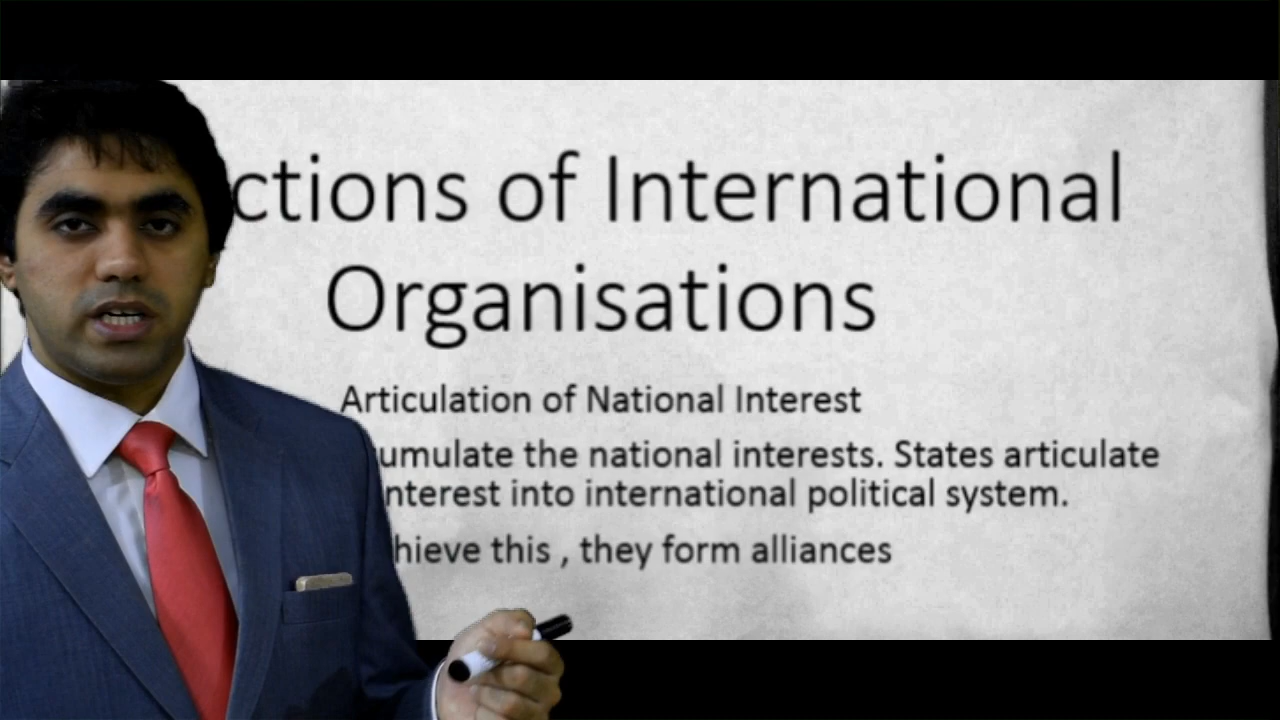 ctions of International
Organisations
Articulation of National Interest
umulate the national interests. States articulate
nterest into international political system.
hieve this , they form alliances